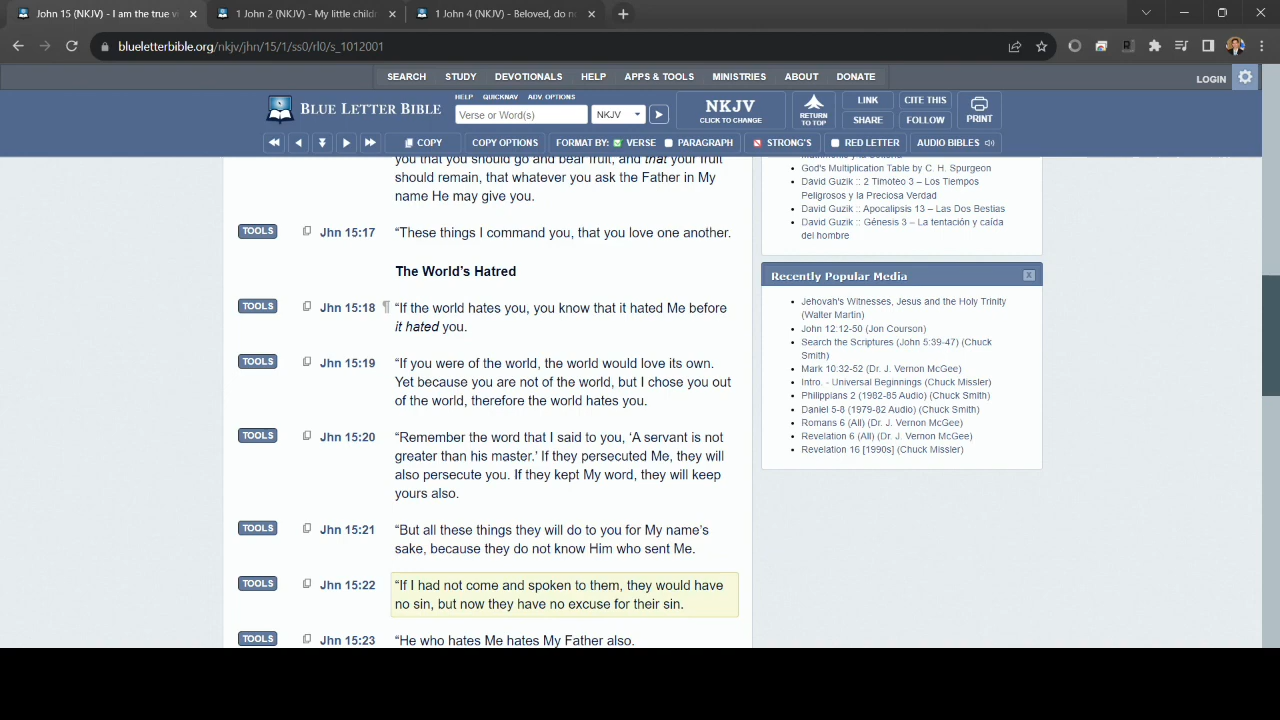 John 15 (NKJV) - I am the true v
1 John 2 (NKJV) - My little childr
1 John 4 (NKJV) - Beloved, do n
blueletterbible.org/nkjv/jhn/15/1/ss0/rl0/s_1012001
SEARCH STUDY DEVOTIONALS HELP APPS & TOOLS MINISTRIES ABOUT DONATE LOGIN
BLUE LETTER BIBLE
HELP QUICKNAV ADV. OPTIONS
Verse or Word(s) NKJV
NKJV
CLICK TO CHANGE
RETURN
TO TOP
LINK CITE THIS
SHARE FOLLOW
PRINT
COPY COPY OPTIONS FORMAT BY: VERSE PARAGRAPH STRONG'S RED LETTER AUDIO BIBLES
you that you should go and bear fruit, and that your fruit
should remain, that whatever you ask the Father in My
name He may give you.
TOOLS Jhn 15:17 “These things I command you, that you love one another.
The World’s Hatred
TOOLS Jhn 15:18 ¶ “If the world hates you, you know that it hated Me before
it hated you.
TOOLS Jhn 15:19 “If you were of the world, the world would love its own.
Yet because you are not of the world, but I chose you out
of the world, therefore the world hates you.
TOOLS Jhn 15:20 “Remember the word that I said to you, ‘A servant is not
greater than his master.’ If they persecuted Me, they will
also persecute you. If they kept My word, they will keep
yours also.
TOOLS Jhn 15:21 “But all these things they will do to you for My name’s
sake, because they do not know Him who sent Me.
TOOLS Jhn 15:22 “If I had not come and spoken to them, they would have
no sin, but now they have no excuse for their sin.
TOOLS Jhn 15:23 “He who hates Me hates My Father also.
God's Multiplication Table by C. H. Spurgeon
David Guzik :: 2 Timoteo 3 – Los Tiempos
Peligrosos y la Preciosa Verdad
David Guzik :: Apocalipsis 13 – Las Dos Bestias
David Guzik :: Génesis 3 – La tentación y caída
del hombre
Recently Popular Media x
Jehovah's Witnesses, Jesus and the Holy Trinity
(Walter Martin)
John 12:12-50 (Jon Courson)
Search the Scriptures (John 5:39-47) (Chuck
Smith)
Mark 10:32-52 (Dr. J. Vernon McGee)
Intro. - Universal Beginnings (Chuck Missler)
Philippians 2 (1982-85 Audio) (Chuck Smith)
Daniel 5-8 (1979-82 Audio) (Chuck Smith)
Romans 6 (All) (Dr. J. Vernon McGee)
Revelation 6 (All) (Dr. J. Vernon McGee)
Revelation 16 [1990s] (Chuck Missler)